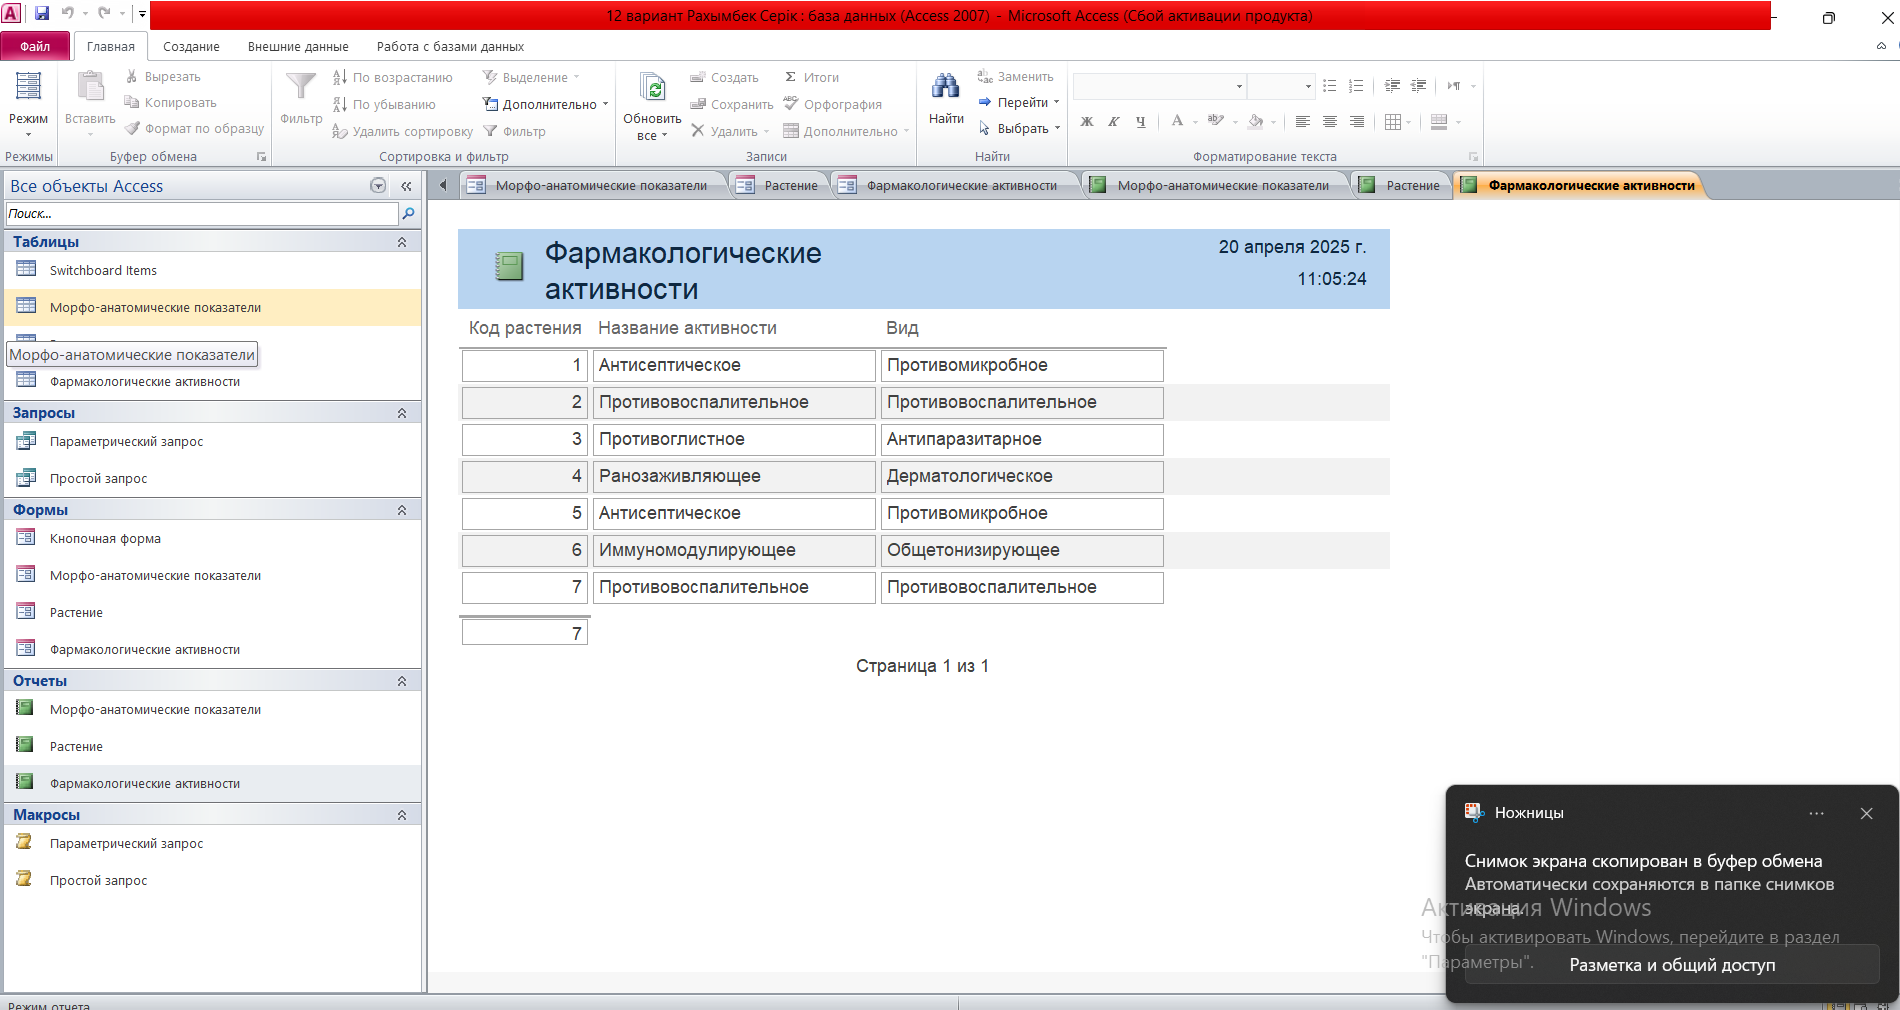 12 вариант Рахымбек Серік : база данных (Access 2007) - Microsoft Access (Сбой активации продукта)
Файл Главная Создание Внешние данные Работа с базами данных
Режим
Режимы
Вставить
Вырезать
Копировать
Формат по образцу
Буфер обмена
Фильтр
По возрастанию
По убыванию
Удалить сортировку
Выделение
Дополнительно
Фильтр
Сортировка и фильтр
Обновить
все
Создать
Сохранить
Удалить
Итоги
Орфография
Дополнительно
Записи
Найти
Заменить
Перейти
Выбрать
Найти
Ж К Ч
Форматирование текста
Все объекты Access
Поиск...
Таблицы
Switchboard Items
Морфо-анатомические показатели
Морфо-анатомические показатели
Фармакологические активности
Запросы
Параметрический запрос
Простой запрос
Формы
Кнопочная форма
Морфо-анатомические показатели
Растение
Фармакологические активности
Отчеты
Морфо-анатомические показатели
Растение
Фармакологические активности
Макросы
Параметрический запрос
Простой запрос
Морфо-анатомические показатели Растение Фармакологические активности Морфо-анатомические показатели Растение Фармакологические активности
Фармакологические
активности
20 апреля 2025 г.
11:05:24
Код растения Название активности Вид
1 Антисептическое Противомикробное
2 Противовоспалительное Противовоспалительное
3 Противоглистное Антипаразитарное
4 Ранозаживляющее Дерматологическое
5 Антисептическое Противомикробное
6 Иммуномодулирующее Общетонизирующее
7 Противовоспалительное Противовоспалительное
7
Страница 1 из 1
Ножницы
Снимок экрана скопирован в буфер обмена
Автоматически сохраняются в папке снимков
экрана.
Активация Windows
Чтобы активировать Windows, перейдите в раздел
"Параметры".
Разметка и общий доступ
Режим отчета